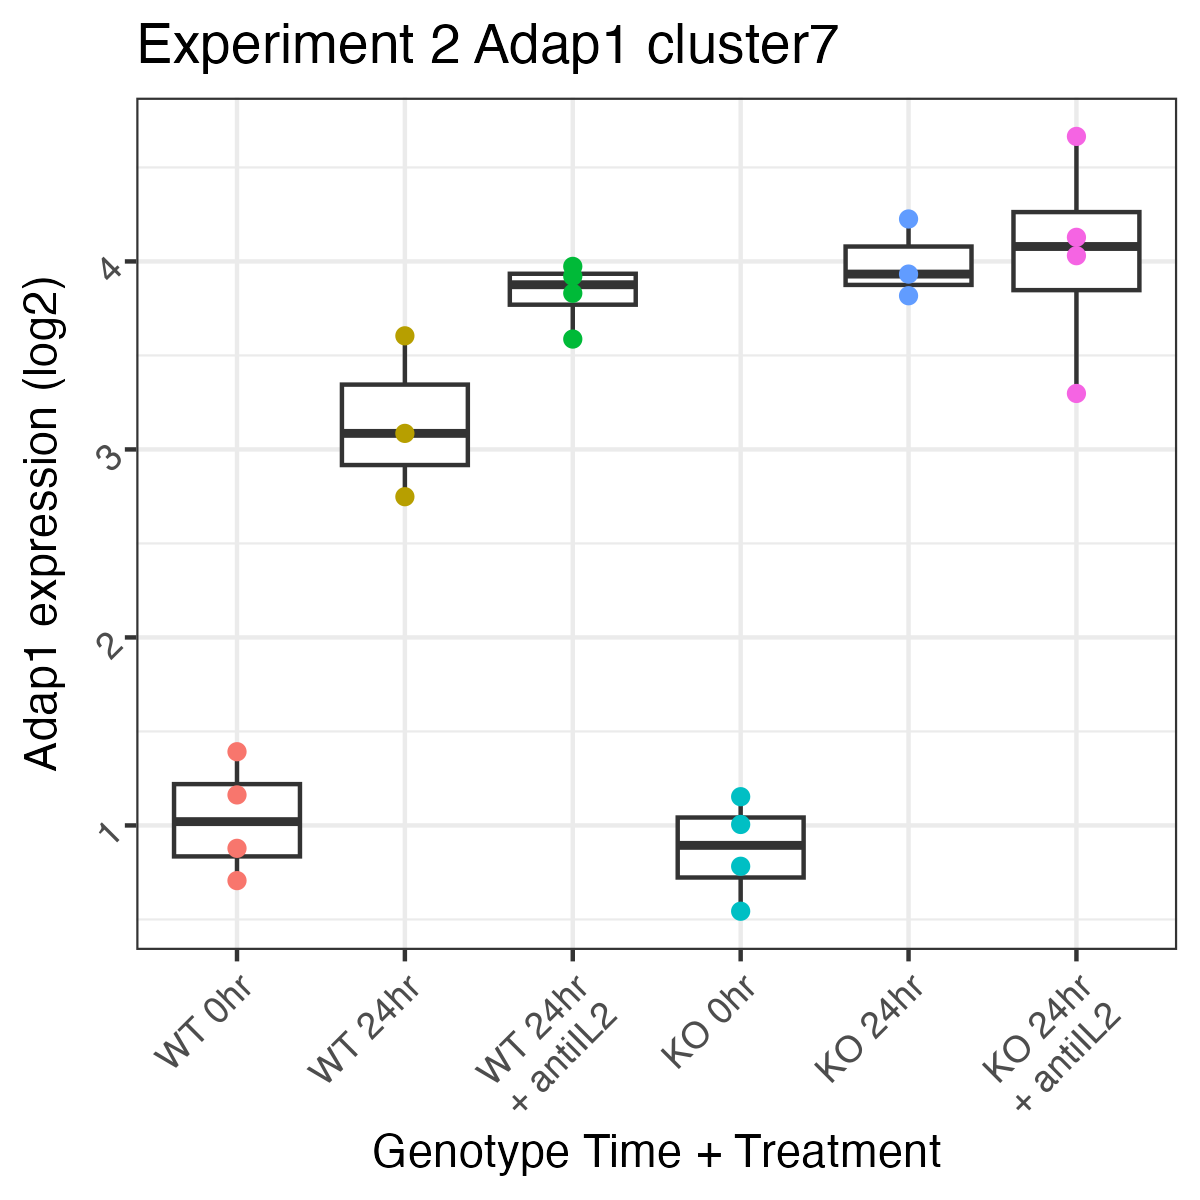 Experiment 2 Adap1 cluster7
Adap1 expression (log2)
4
3
2
1
WT 0hr
WT 24hr
WT 24hr
+ antiIL2
KO 0hr
KO 24hr
KO 24hr
+ antiIL2
Genotype Time + Treatment